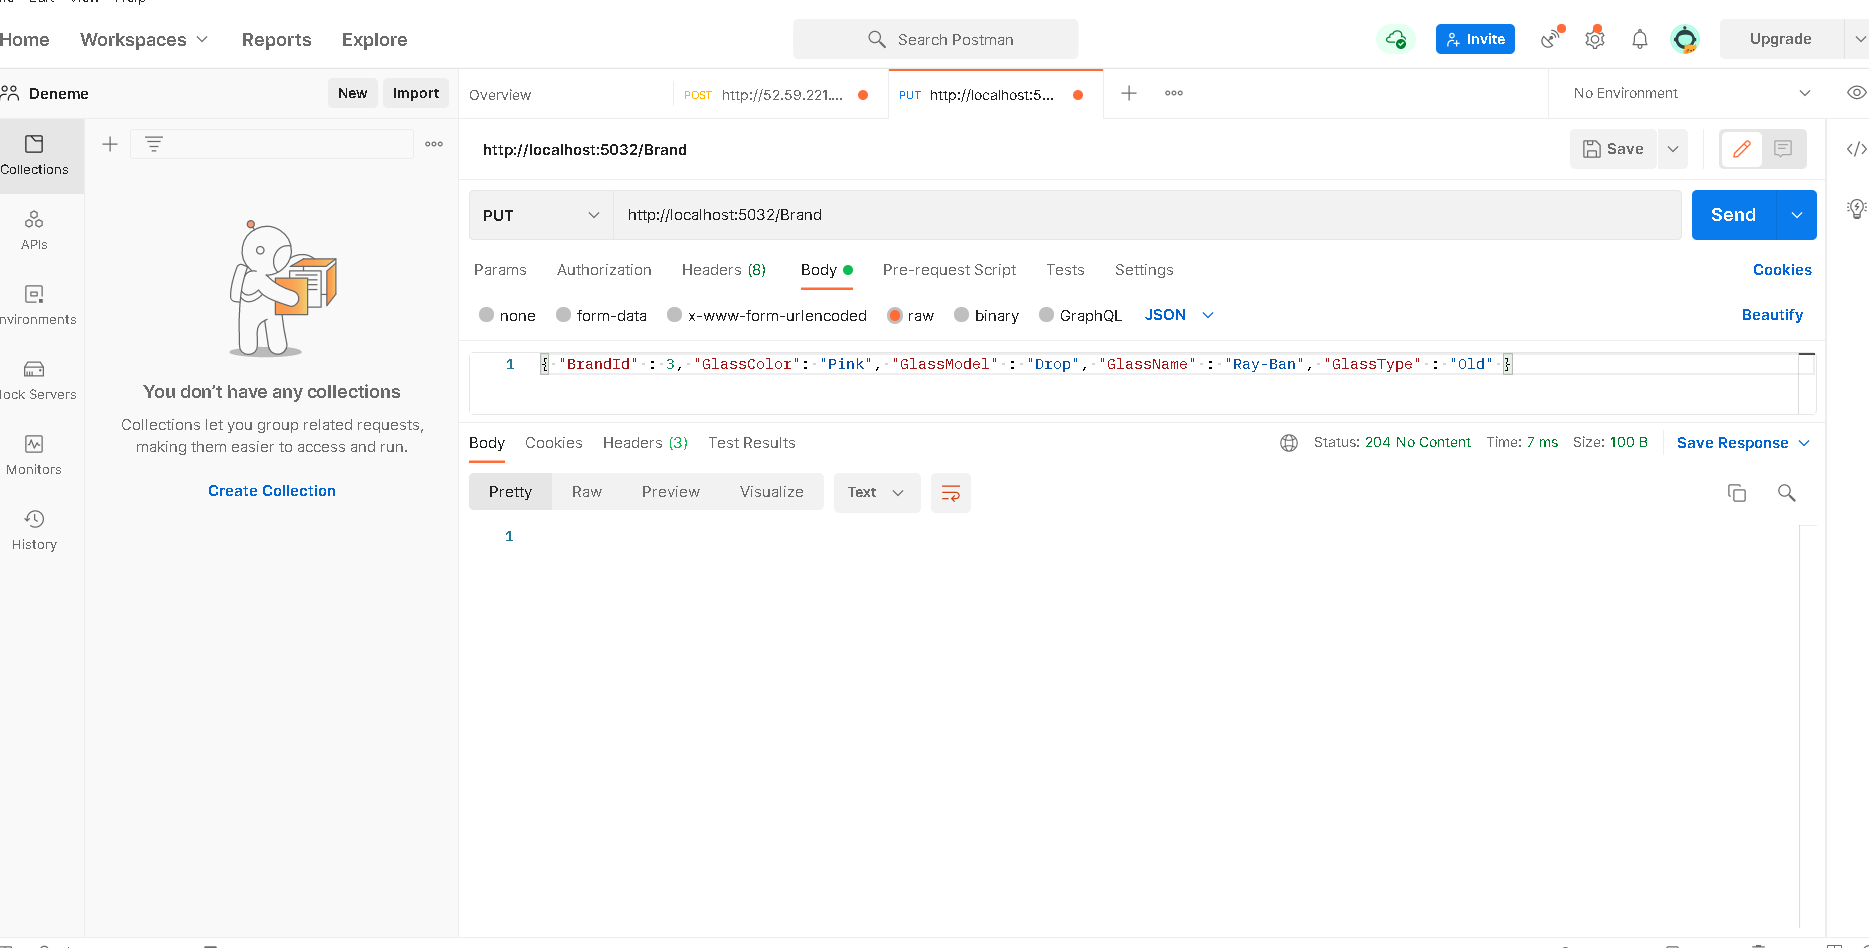 Home Workspaces Reports Explore Search Postman Invite Upgrade
Deneme New Import Overview POST http://52.59.221.... PUT http://localhost:5... No Environment
Collections http://localhost:5032/Brand Save
PUT http://localhost:5032/Brand Send
APIs
Params Authorization Headers (8) Body Pre-request Script Tests Settings Cookies
none form-data x-www-form-urlencoded raw binary GraphQL JSON Beautify
nvironments
1 { "BrandId" : 3, "GlassColor": "Pink", "GlassModel" : "Drop", "GlassName" : "Ray-Ban", "GlassType" : "Old" }
lock Servers
You don't have any collections
Collections let you group related requests,
making them easier to access and run.
Create Collection
Body Cookies Headers (3) Test Results Status: 204 No Content Time: 7 ms Size: 100 B Save Response
Monitors
Pretty Raw Preview Visualize Text
History
1